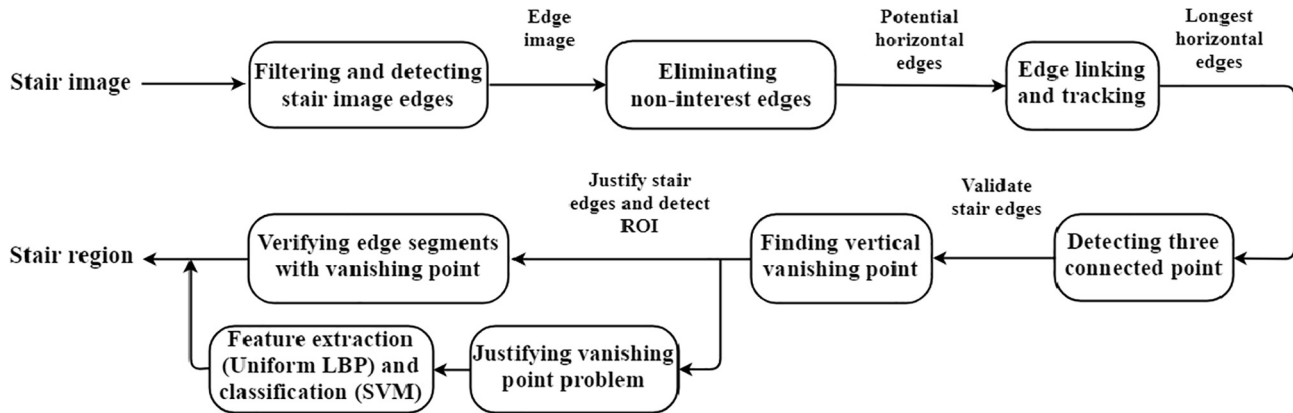 Stair image
Filtering and detecting
stair image edges
Edge
image
Eliminating
non-interest edges
Potential
horizontal
edges
Edge linking
and tracking
Longest
horizontal
edges
Detecting three
connected point
Validate
stair edges
Finding vertical
vanishing point
Justify stair
edges and detect
ROI
Verifying edge segments
with vanishing point
Stair region
Justifying vanishing
point problem
Feature extraction
(Uniform LBP) and
classification (SVM)